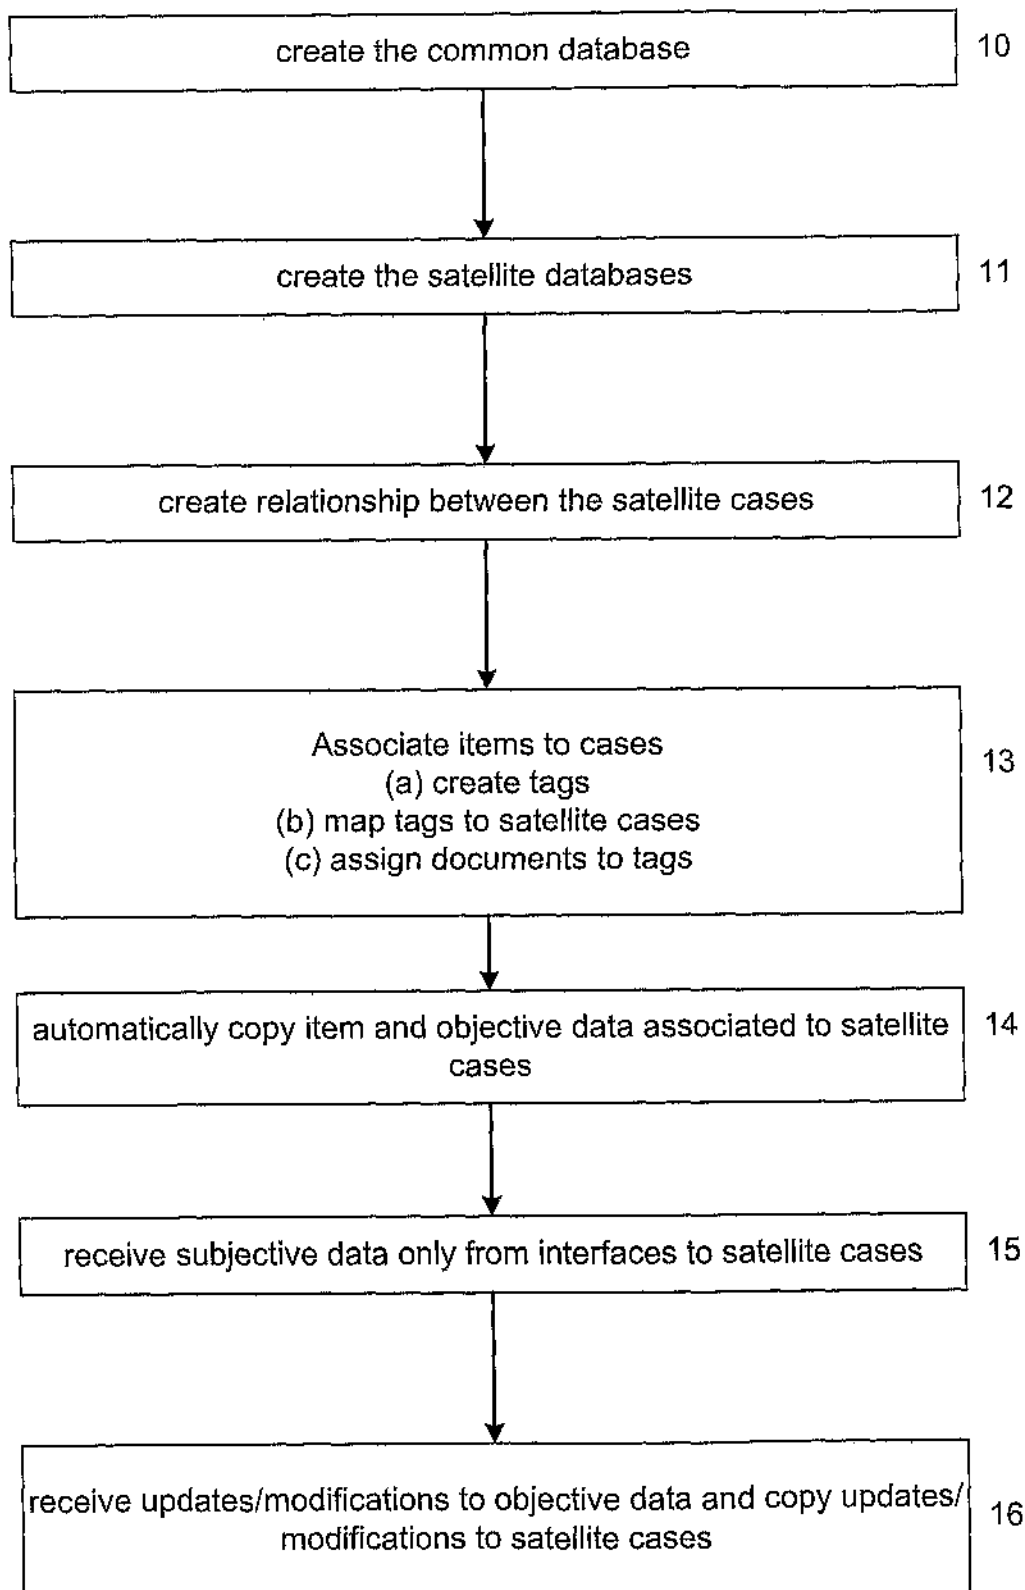 create the common database
10
create the satellite databases
11
create relationship between the satellite cases
12
Associate items to cases
(a) create tags
(b) map tags to satellite cases
(c) assign documents to tags
13
automatically copy item and objective data associated to satellite
cases
14
receive subjective data only from interfaces to satellite cases
15
receive updates/modifications to objective data and copy updates/
modifications to satellite cases
16